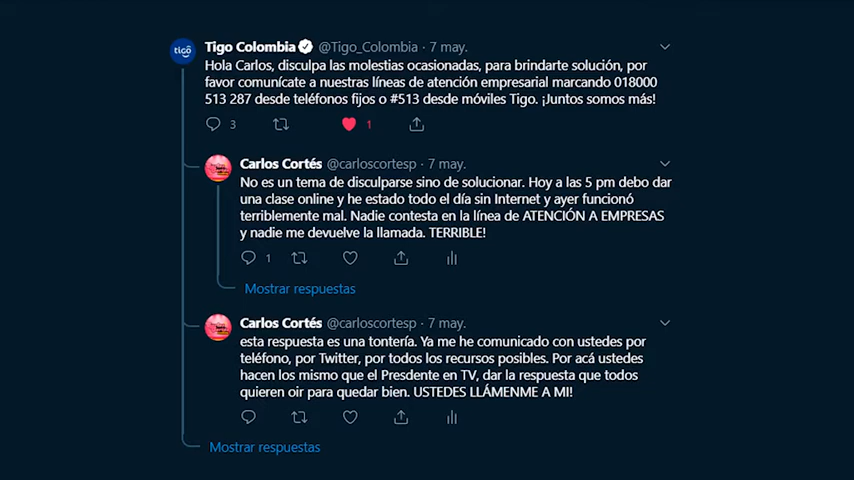 tigo
Tigo Colombia @Tigo_Colombia · 7 may.
Hola Carlos, disculpa las molestias ocasionadas, para brindarte solución, por
favor comunícate a nuestras líneas de atención empresarial marcando 018000
513 287 desde teléfonos fijos o #513 desde móviles Tigo. ¡Juntos somos más!
3 1
Carlos Cortés @carloscortesp · 7 may.
No es un tema de disculparse sino de solucionar. Hoy a las 5 pm debo dar
una clase online y he estado todo el día sin Internet y ayer funcionó
terriblemente mal. Nadie contesta en la línea de ATENCIÓN A EMPRESAS
y nadie me devuelve la llamada. TERRIBLE!
1
Mostrar respuestas
Carlos Cortés @carloscortesp · 7 may.
esta respuesta es una tontería. Ya me he comunicado con ustedes por
teléfono, por Twitter, por todos los recursos posibles. Por acá ustedes
hacen los mismo que el Presdente en TV, dar la respuesta que todos
quieren oir para quedar bien. USTEDES LLÁMENME A MI!
Mostrar respuestas